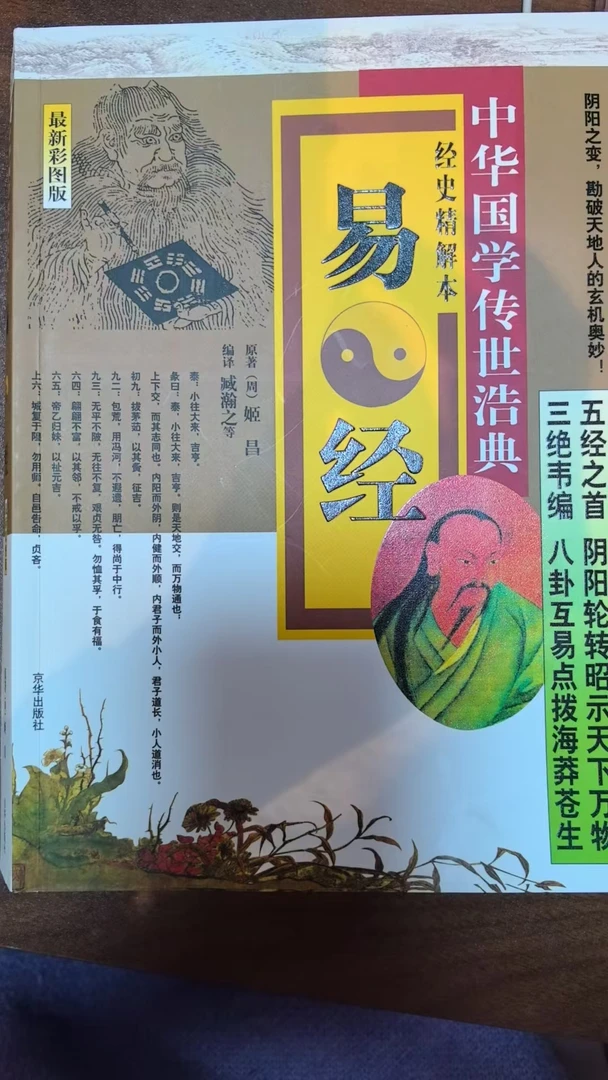 阴阳之变，勘破天地人的玄机奥妙！
中华国学传世浩典
经史精解本
易经
最新彩图版
五经之首 阴阳轮转昭示天下万物
三绝韦编 八卦互易点拨海莽苍生
原著（周）姬昌
编译 臧瀚之等
泰：小往大来，吉亨。
彖曰：泰，小往大来，吉亨。则是天地交，而万物通也；
上下交，而其志同也。内阳而外阴，内健而外顺，内君子而外小人，君子道长，小人道消也。
初九：拔茅茹，以其夤，征吉。
九二：包荒，用冯河，不遐遗，朋亡，得尚于中行。
九三：无平不陂，无往不复，艰贞无咎。勿恤其孚，于食有福。
六四：翩翩不富，以其邻，不戒以孚。
六五：帝乙归妹，以祉元吉。
上六：城复于隍，勿用师。自邑告命，贞吝。
京华出版社